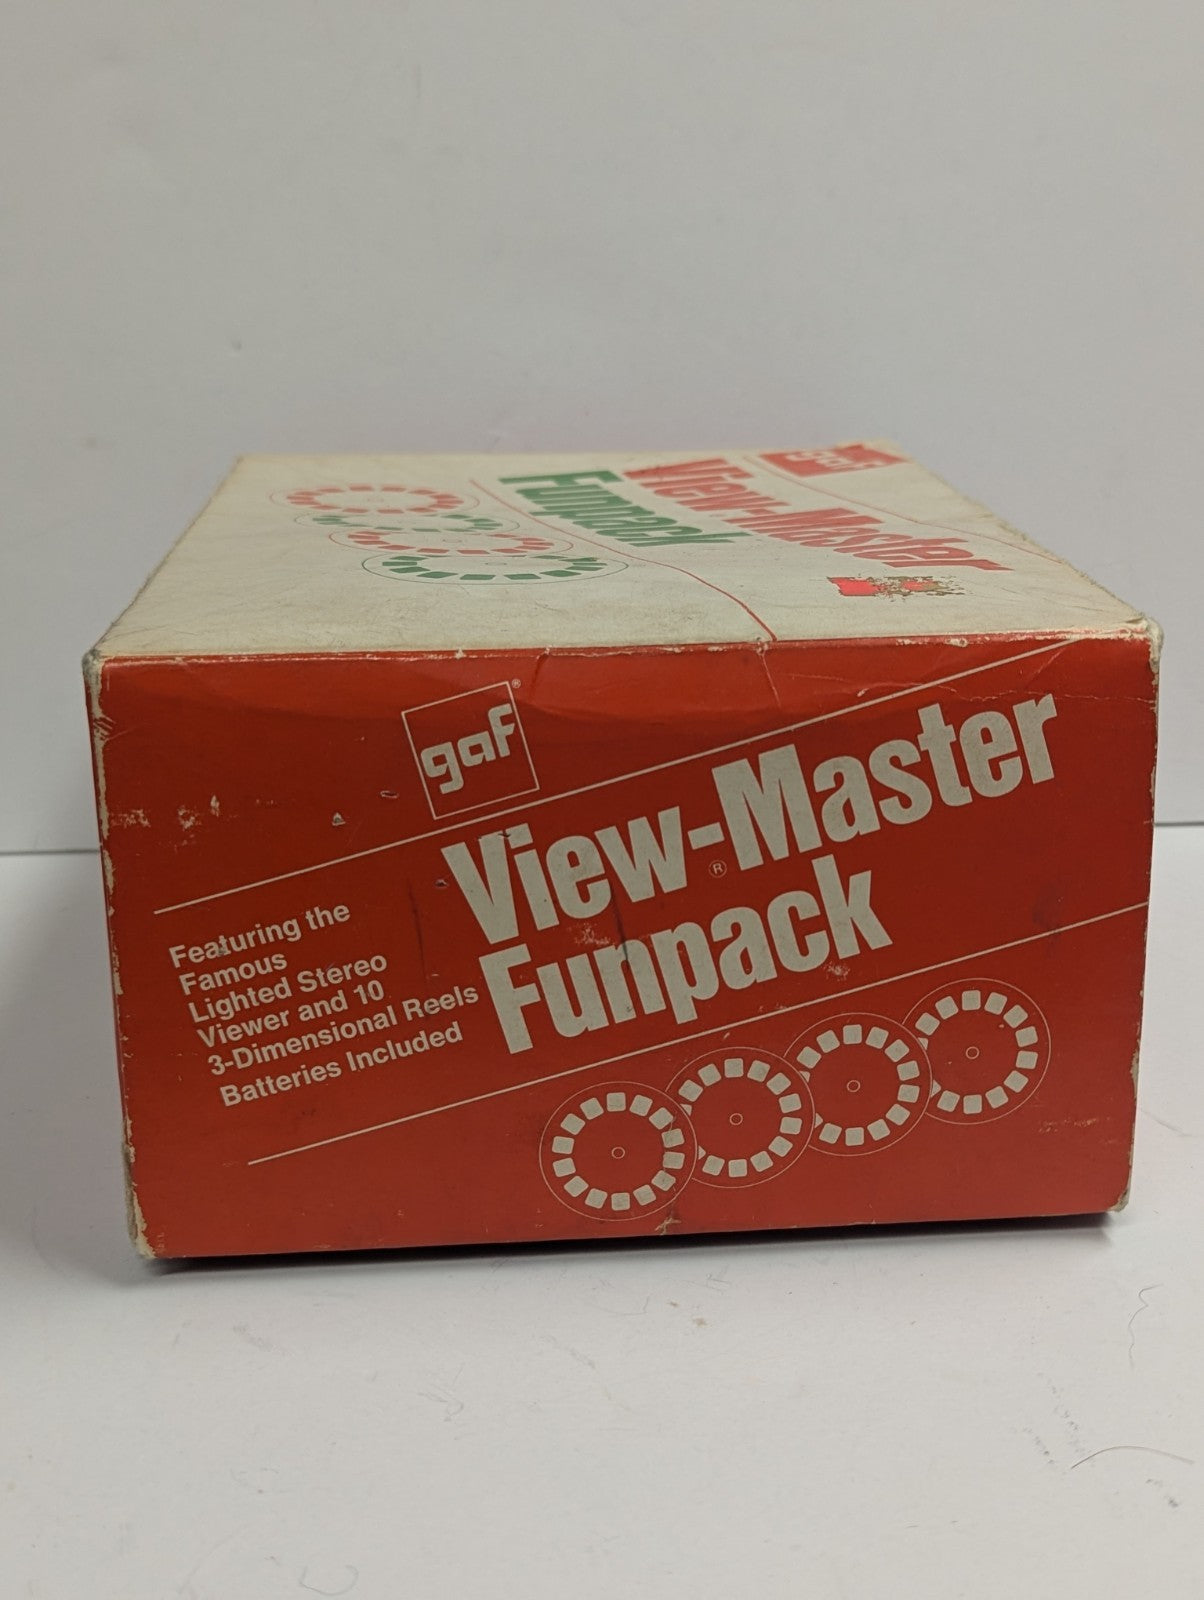 gaf
View-Master
Funpack
gaf®
View-Master®
Funpack
Featuring the
Famous
Lighted Stereo
Viewer and 10
3-Dimensional Reels
Batteries Included